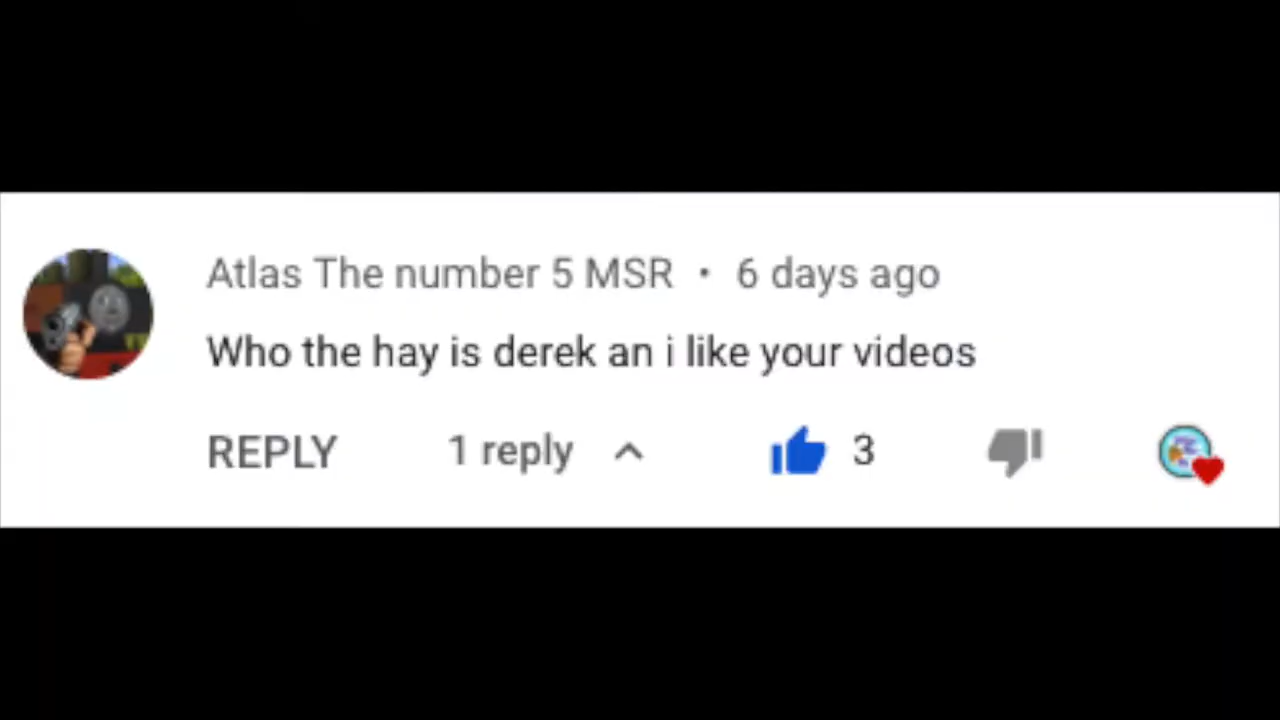 Atlas The number 5 MSR • 6 days ago
Who the hay is derek an i like your videos
REPLY 1 reply 3